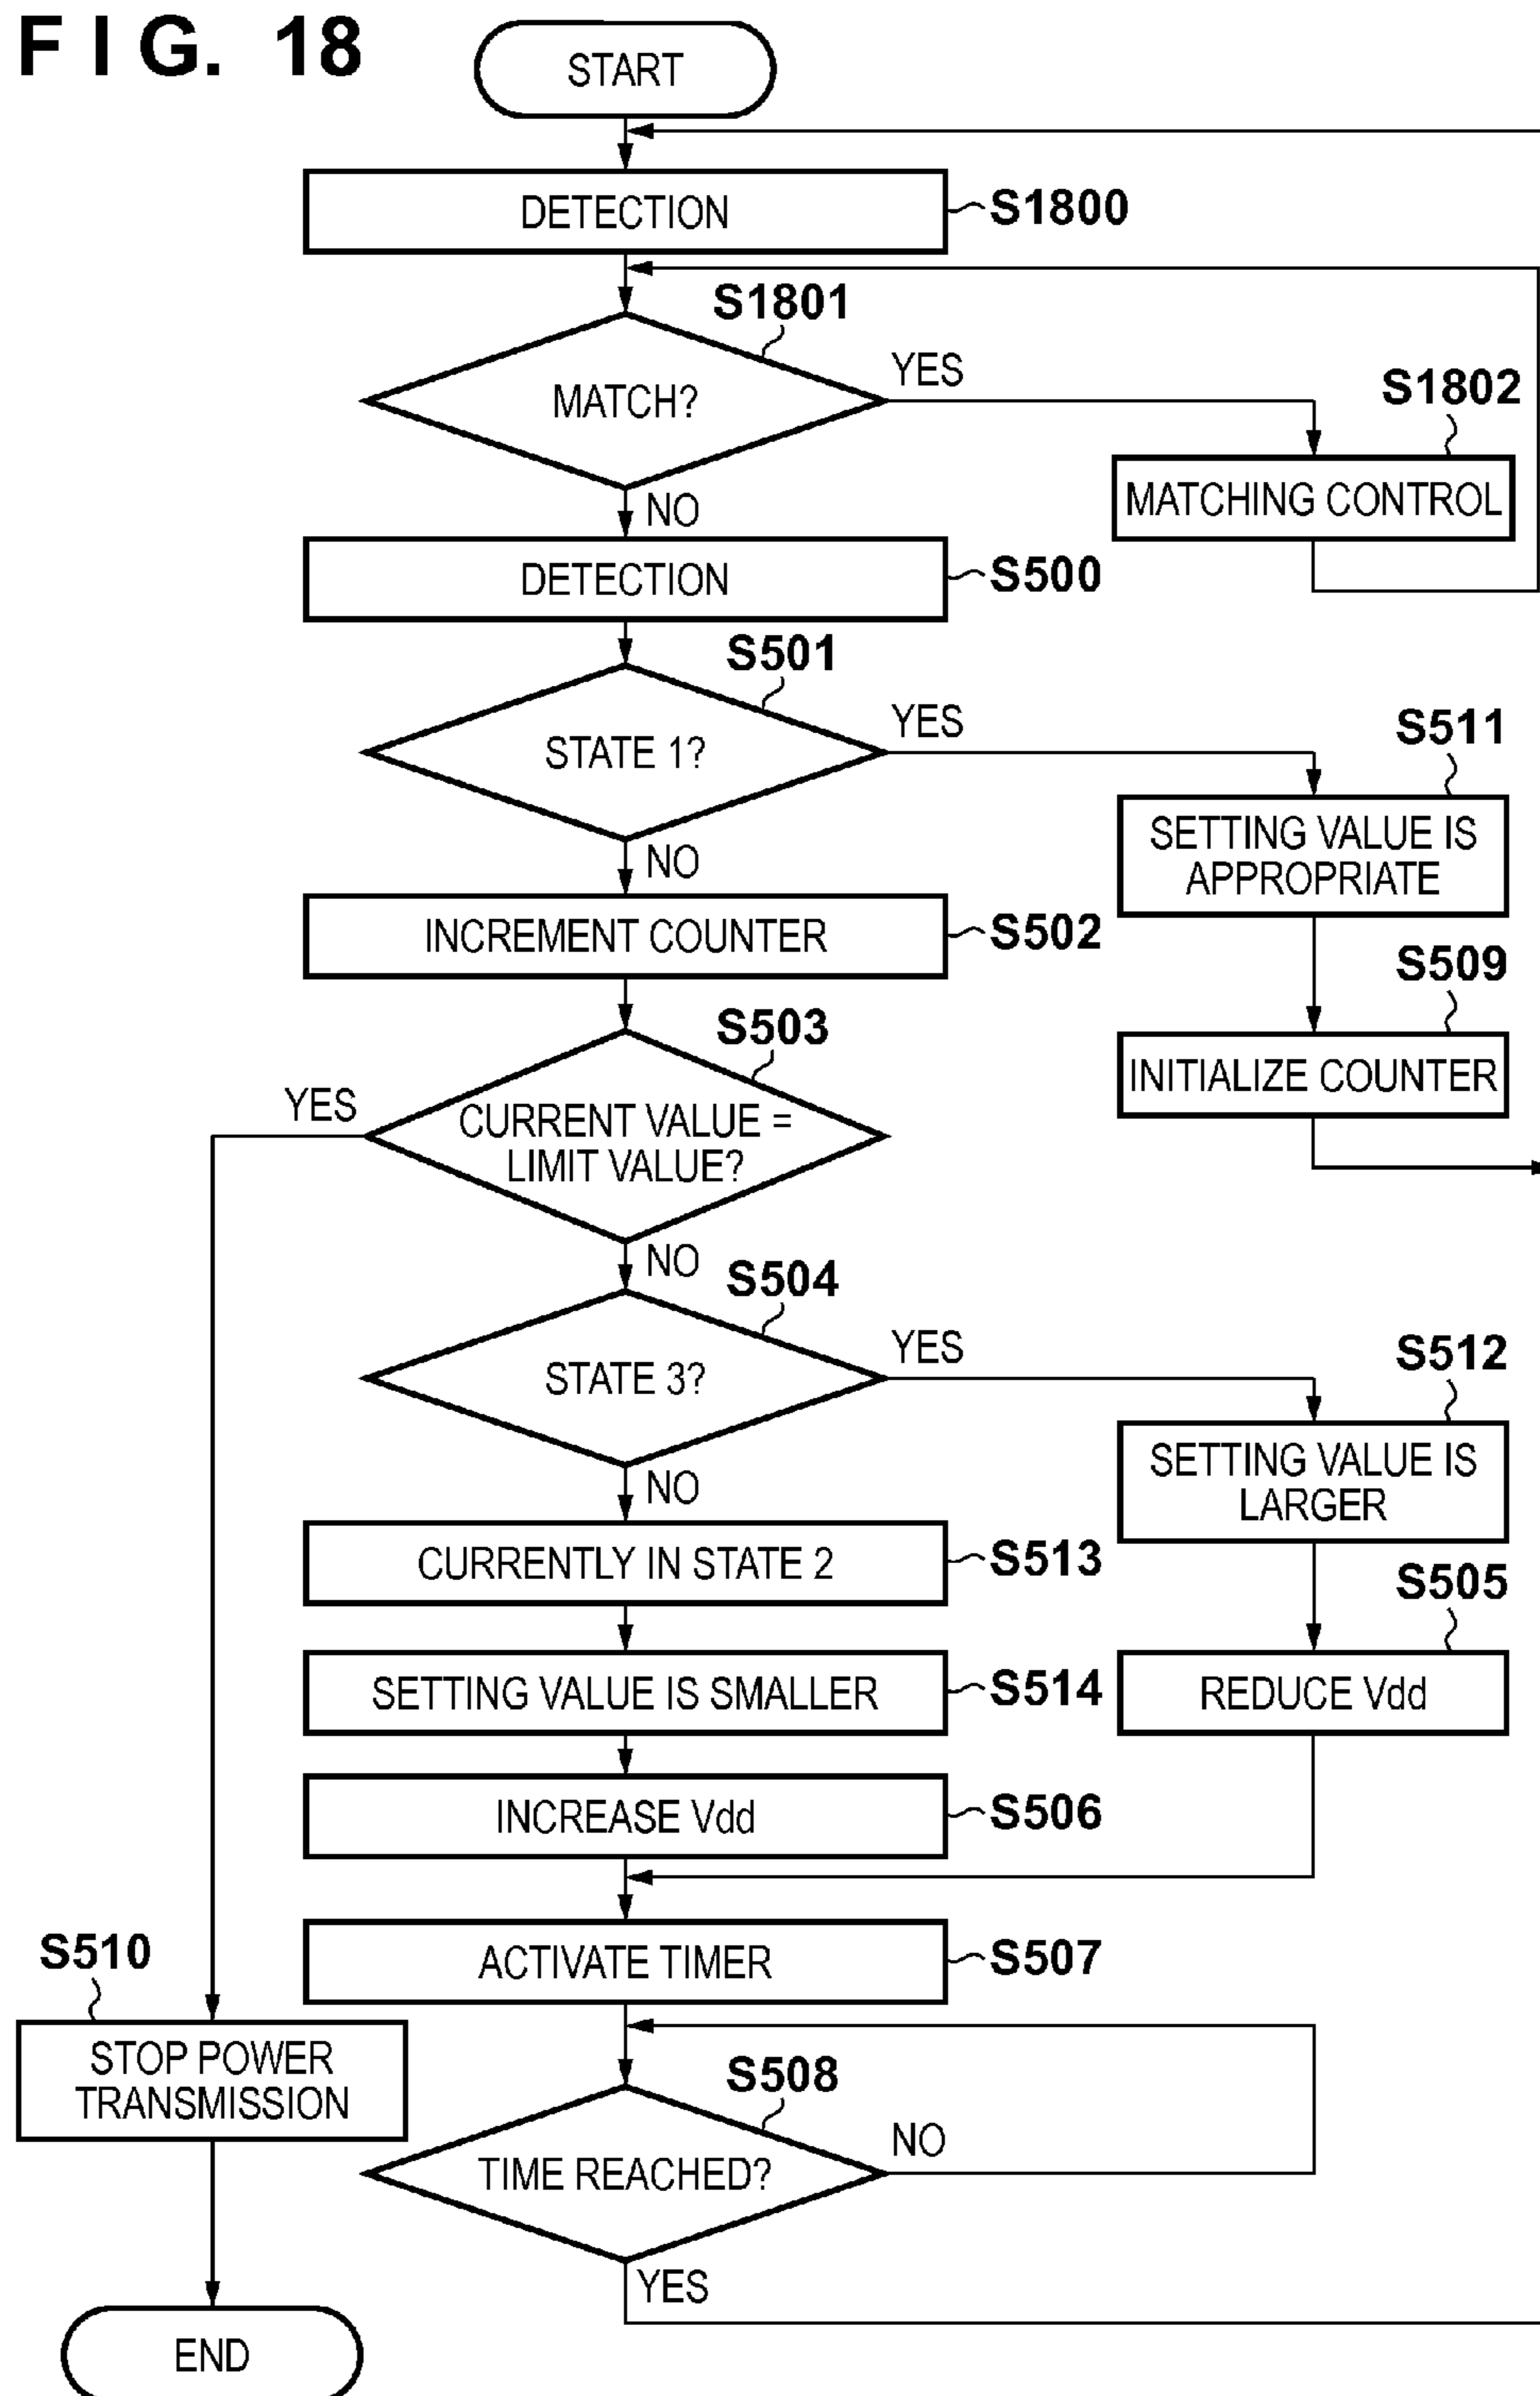 FIG. 18
START
DETECTION
S1800
S1801
MATCH?
YES
S1802
MATCHING CONTROL
NO
DETECTION
S500
S501
STATE 1?
YES
S511
SETTING VALUE IS
APPROPRIATE
NO
INCREMENT COUNTER
S502
S509
INITIALIZE COUNTER
S503
YES
CURRENT VALUE =
LIMIT VALUE?
NO
S504
STATE 3?
YES
S512
SETTING VALUE IS
LARGER
NO
CURRENTLY IN STATE 2
S513
S505
REDUCE Vdd
SETTING VALUE IS SMALLER
S514
INCREASE Vdd
S506
ACTIVATE TIMER
S507
S510
STOP POWER
TRANSMISSION
S508
TIME REACHED?
NO
YES
END